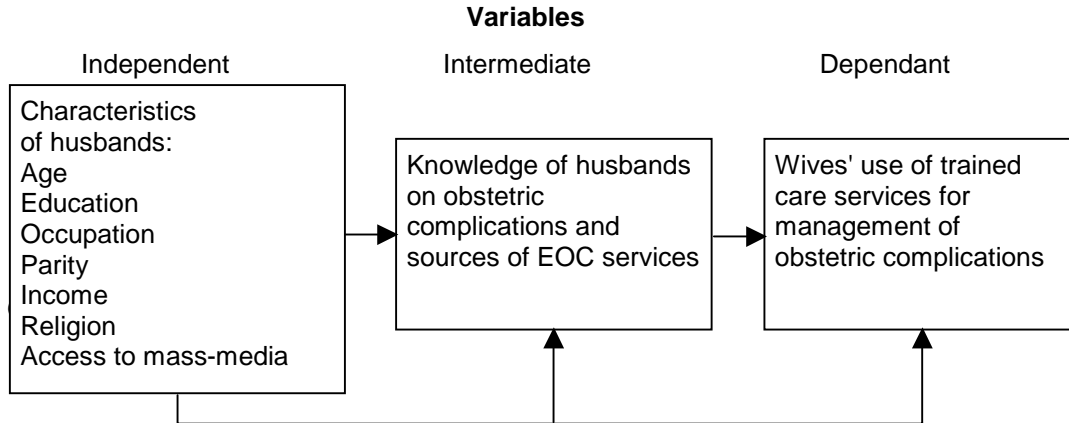 Variables
Independent Intermediate Dependant
Characteristics
of husbands:
Age
Education
Occupation
Parity
Income
Religion
Access to mass-media
Knowledge of husbands
on obstetric
complications and
sources of EOC services
Wives' use of trained
care services for
management of
obstetric complications